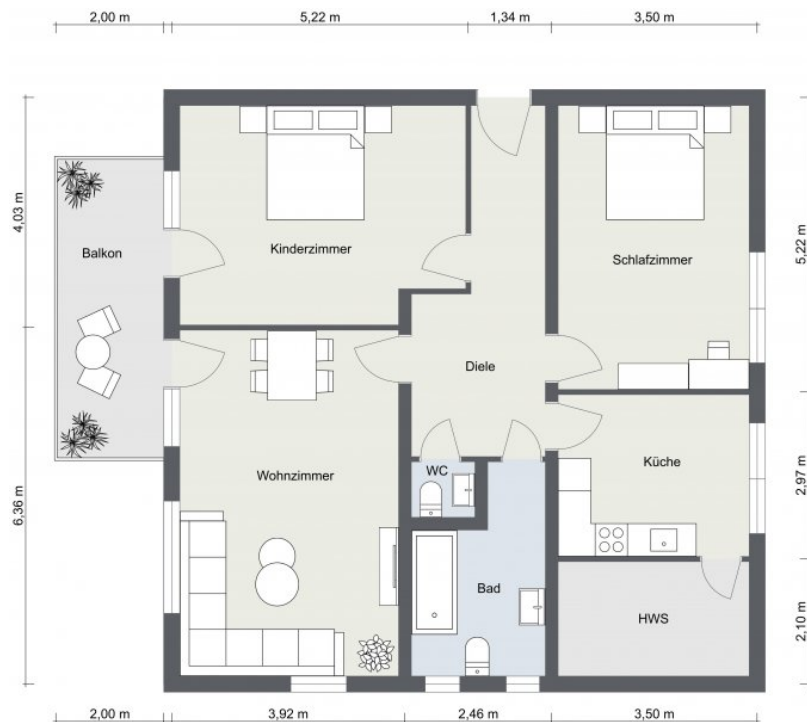 2,00 m
5,22 m
1,34 m
3,50 m
4,03 m
5,22 m
Balkon
Kinderzimmer
Schlafzimmer
Diele
WC
Küche
Wohnzimmer
6,36 m
2,97 m
Bad
HWS
2,10 m
2,00 m
3,92 m
2,46 m
3,50 m